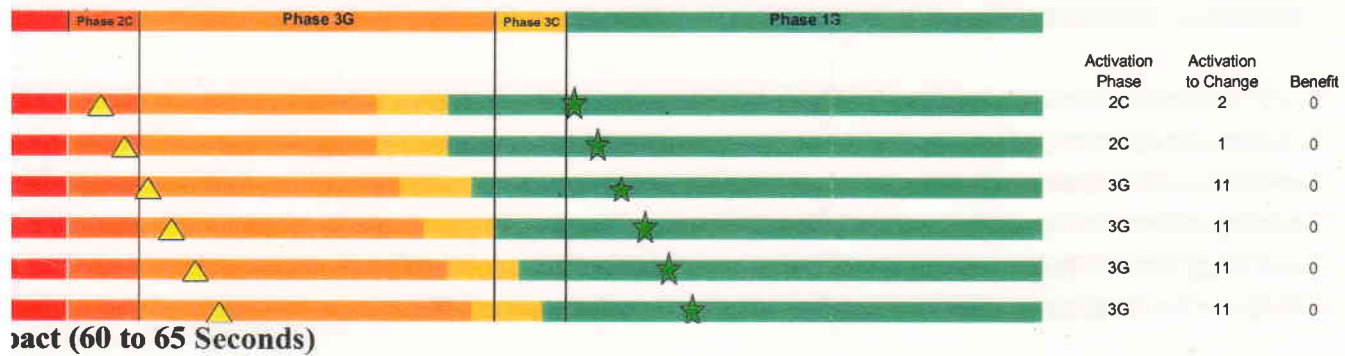 Phase 2C Phase 3G Phase 3C Phase 1G
Activation Phase Activation to Change Benefit
2C 2 0
2C 1 0
3G 11 0
3G 11 0
3G 11 0
3G 11 0
(60 to 65 Seconds)